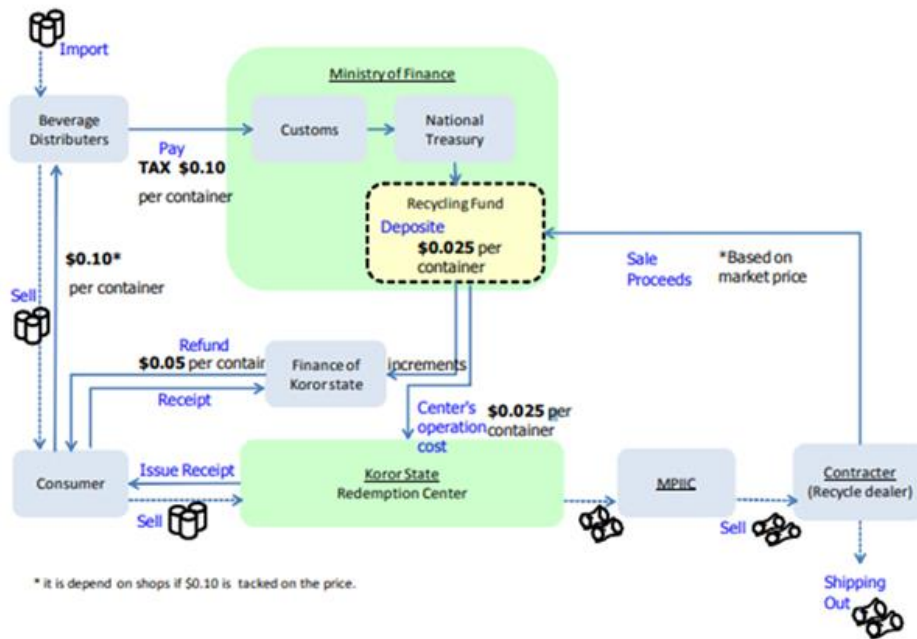 Import
Ministry of Finance
Beverage
Distributers
Customs
National
Treasury
Pay
TAX $0.10
per container
Recycling Fund
Deposite
$0.025 per
container
Sale
Proceeds
*Based on
market price
$0.10*
per container
Sell
Refund
$0.05 per contain
Finance of
Koror state
increments
Receipt
Center's
operation
cost
$0.025 per
container
Consumer
Issue Receipt
Sell
Koror State
Redemption Center
MPIIC
Sell
Contracter
(Recycle dealer)
Shipping
Out
* it is depend on shops if $0.10 is tacked on the price.